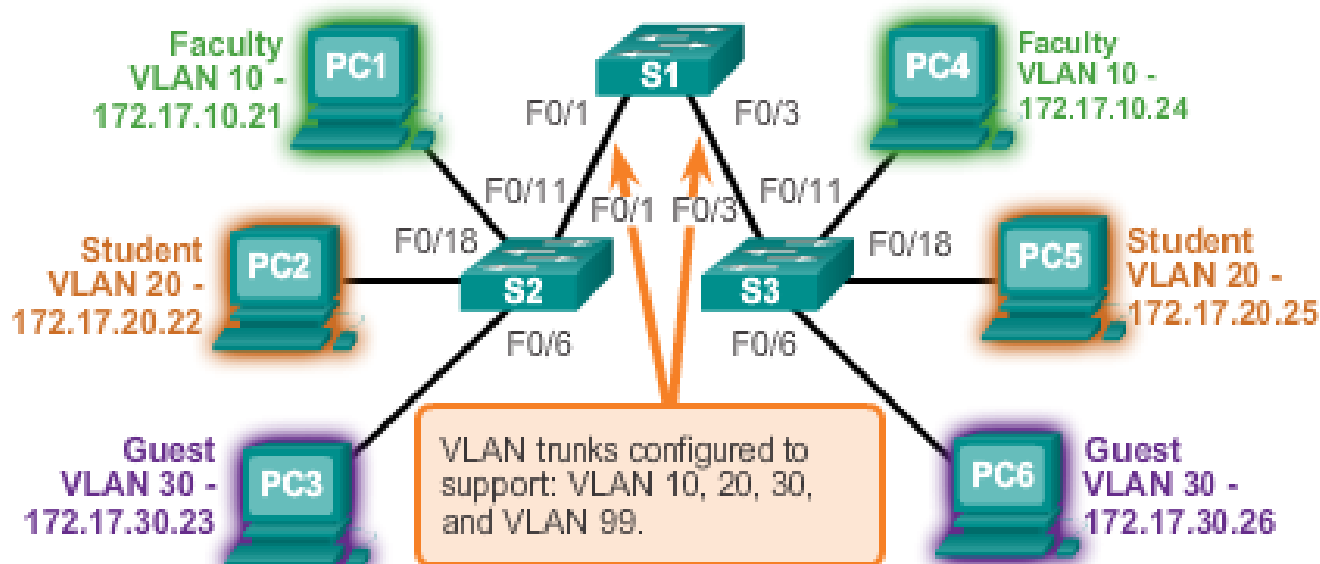 Faculty
VLAN 10 -
172.17.10.21
PC1
S1
F0/1
F0/3
PC4
Faculty
VLAN 10 -
172.17.10.24
F0/11
F0/1
F0/3
F0/11
Student
VLAN 20 -
172.17.20.22
PC2
F0/18
S2
F0/6
S3
F0/6
F0/18
PC5
Student
VLAN 20 -
172.17.20.25
Guest
VLAN 30 -
172.17.30.23
PC3
VLAN trunks configured to
support: VLAN 10, 20, 30,
and VLAN 99.
PC6
Guest
VLAN 30 -
172.17.30.26